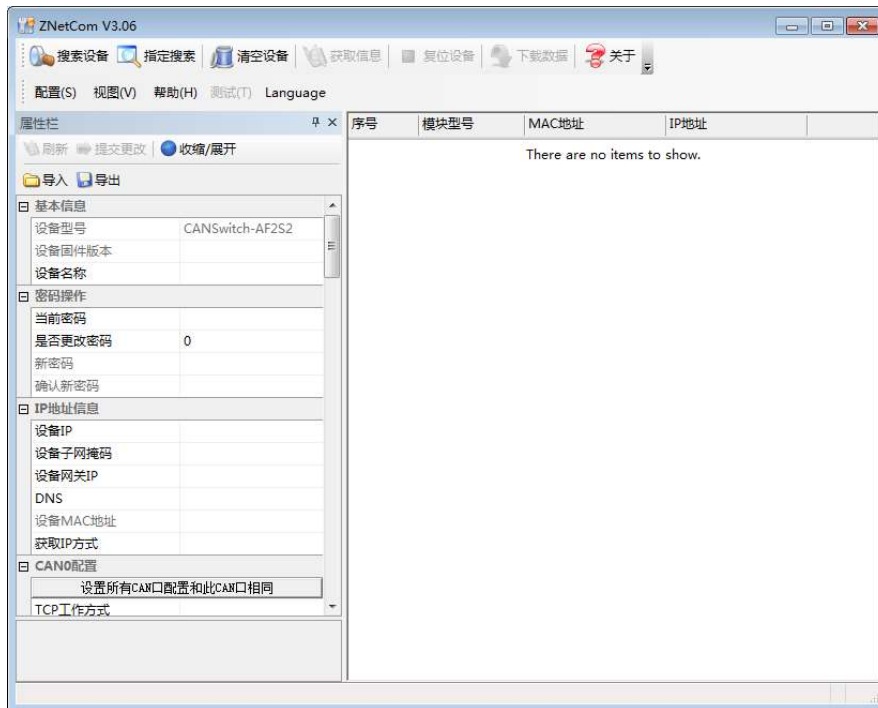 ZNetCom V3.06
搜索设备 指定搜索 清空设备 获取信息 复位设备 下载数据 关于
配置(S) 视图(V) 帮助(H) 测试(T) Language
属性栏
刷新 提交更改 收缩/展开
导入 导出
基本信息
设备型号 CANSwitch-AF2S2
设备固件版本
设备名称
密码操作
当前密码
是否更改密码 0
新密码
确认新密码
IP地址信息
设备IP
设备子网掩码
设备网关IP
DNS
设备MAC地址
获取IP方式
CAN0配置
设置所有CAN口配置和此CAN口相同
TCP工作方式
序号 模块型号 MAC地址 IP地址
There are no items to show.